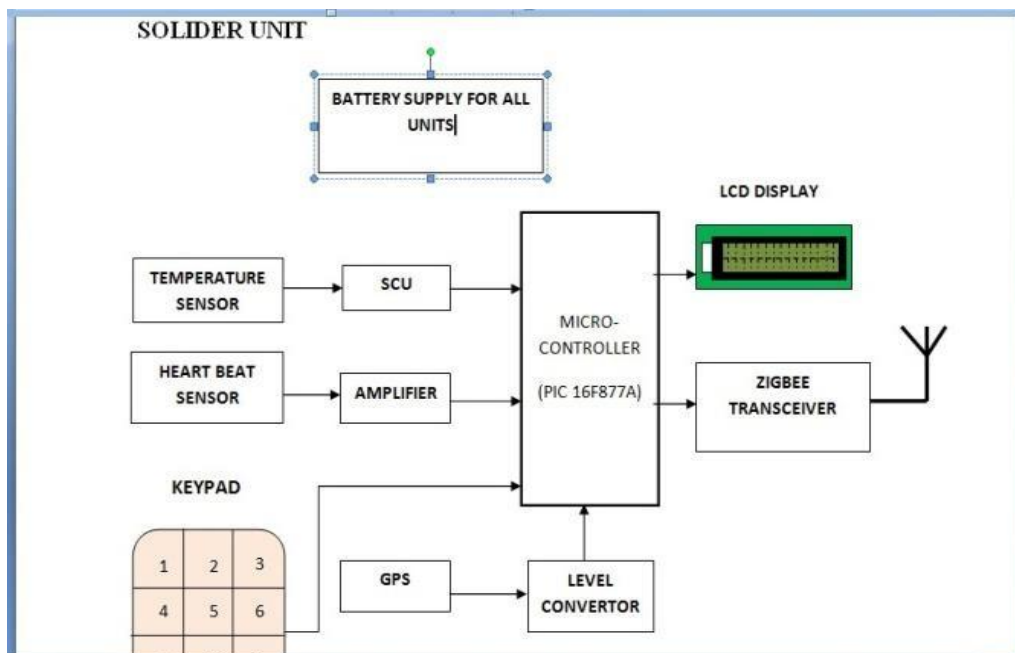 SOLIDER UNIT
BATTERY SUPPLY FOR ALL
UNITS
LCD DISPLAY
TEMPERATURE
SENSOR
SCU
MICRO-
CONTROLLER
(PIC 16F877A)
HEART BEAT
SENSOR
AMPLIFIER
ZIGBEE
TRANSCEIVER
KEYPAD
1 2 3
4 5 6
GPS
LEVEL
CONVERTOR